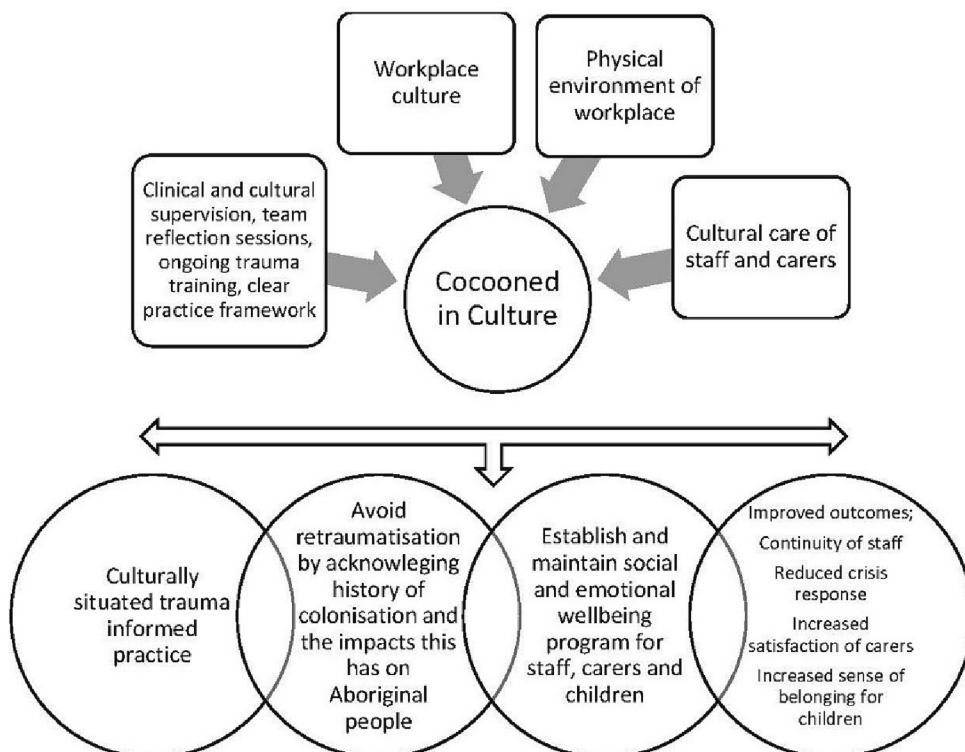 Workplace
culture
Physical
environment of
workplace
Clinical and cultural
supervision, team
reflection sessions,
ongoing trauma
training, clear
practice framework
Cultural care of
staff and carers
Cocooned
in Culture
Culturally
situated trauma
informed
practice
Avoid
retraumatisation
by acknowleging
history of
colonisation and
the impacts this
has on
Aboriginal
people
Establish and
maintain social
and emotional
wellbeing
program for
staff, carers and
children
Improved outcomes;
Continuity of staff
Reduced crisis
response
Increased
satisfaction of carers
Increased sense of
belonging for
children